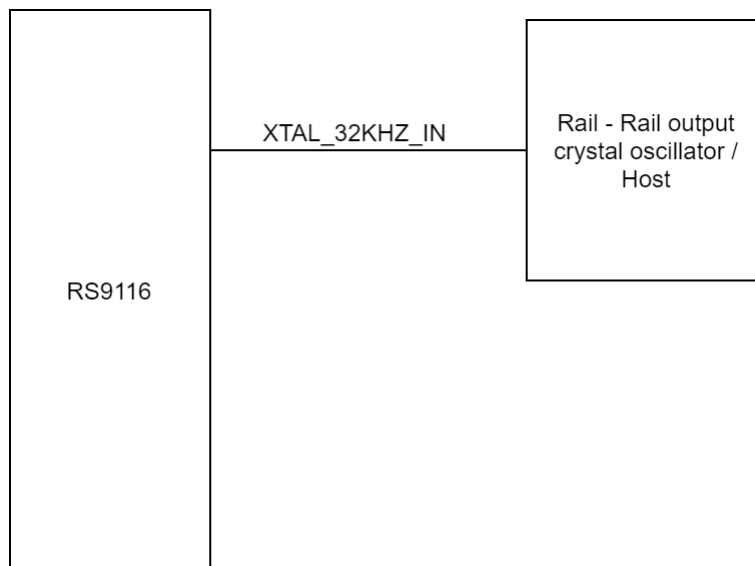 XTAL_32KHZ_IN
Rail - Rail output
crystal oscillator /
Host
RS9116